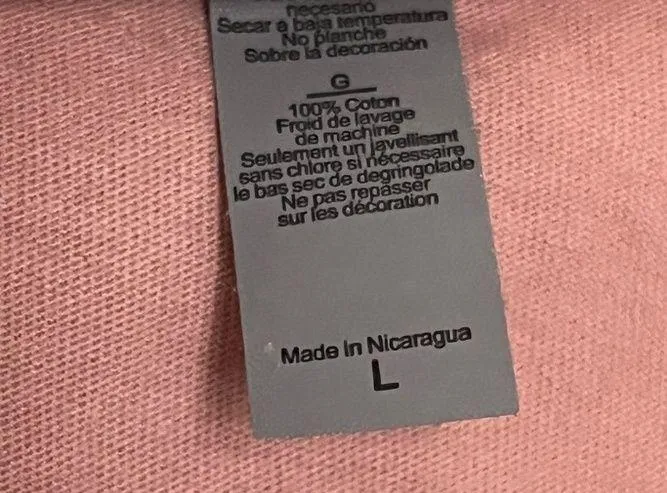 necesario
Secar a baja temperatura
No planche
Sobre la decoración
G
100% Coton
Froid de lavage
de machine
Seulement un javellisant
sans chlore si nécessaire
le bas sec de degringolade
Ne pas repasser
sur les décoration
Made In Nicaragua
L